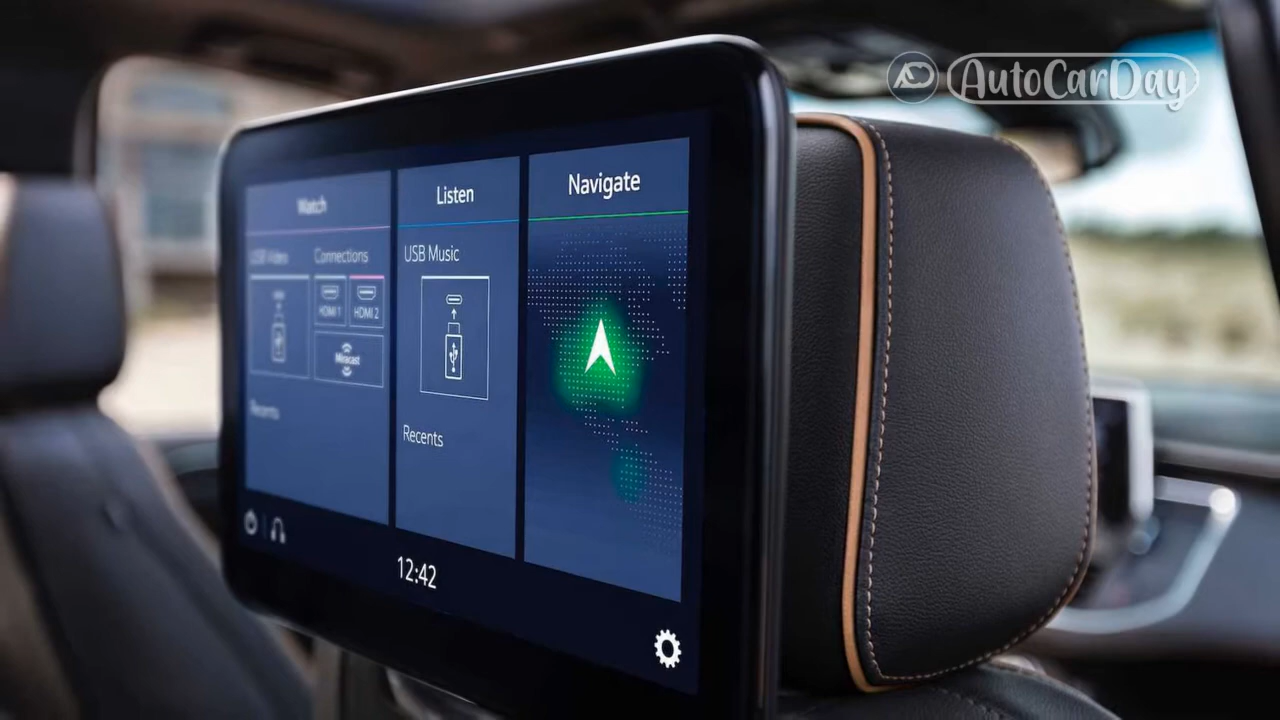 AutoCarDay
Watch
USB Video
Connections
HDMI 1
HDMI 2
Miracast
Recents
Listen
USB Music
Recents
Navigate
12:42